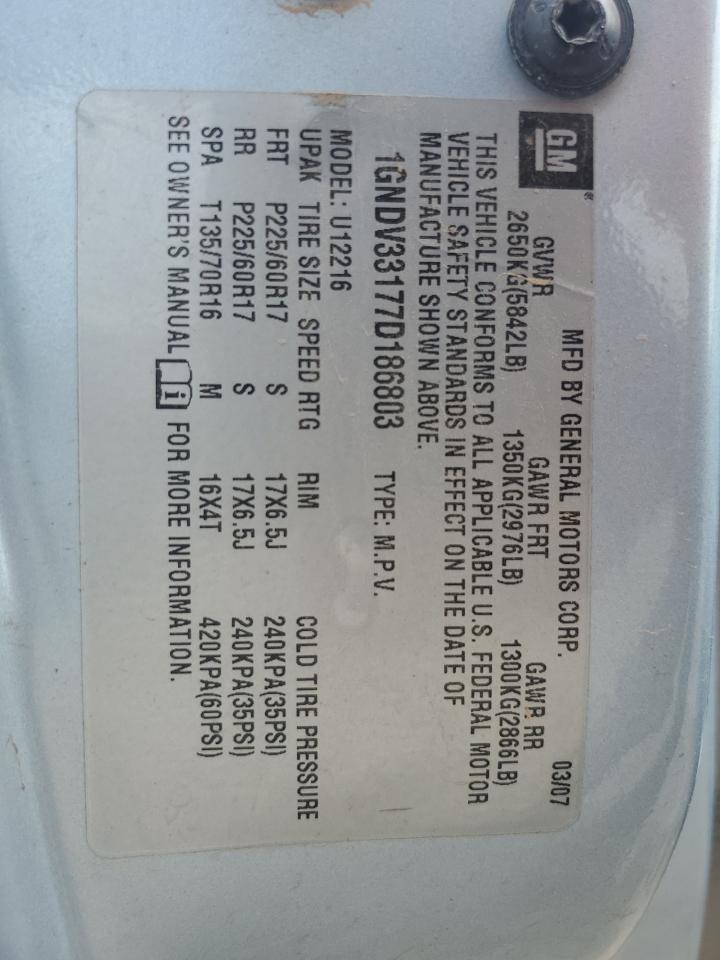 GM®
MFD BY GENERAL MOTORS CORP. 03/07
GVWR GAWR FRT GAWR RR
2650KG(5842LB) 1350KG(2976LB) 1300KG(2866LB)
THIS VEHICLE CONFORMS TO ALL APPLICABLE U.S. FEDERAL MOTOR
VEHICLE SAFETY STANDARDS IN EFFECT ON THE DATE OF
MANUFACTURE SHOWN ABOVE.
1GNDV33177D186803 TYPE: M.P.V.
MODEL: U12216
UPAK TIRE SIZE SPEED RTG RIM COLD TIRE PRESSURE
FRT P225/60R17 S 17X6.5J 240KPA(35PSI)
RR P225/60R17 S 17X6.5J 240KPA(35PSI)
SPA T135/70R16 M 16X4T 420KPA(60PSI)
SEE OWNER'S MANUAL i FOR MORE INFORMATION.